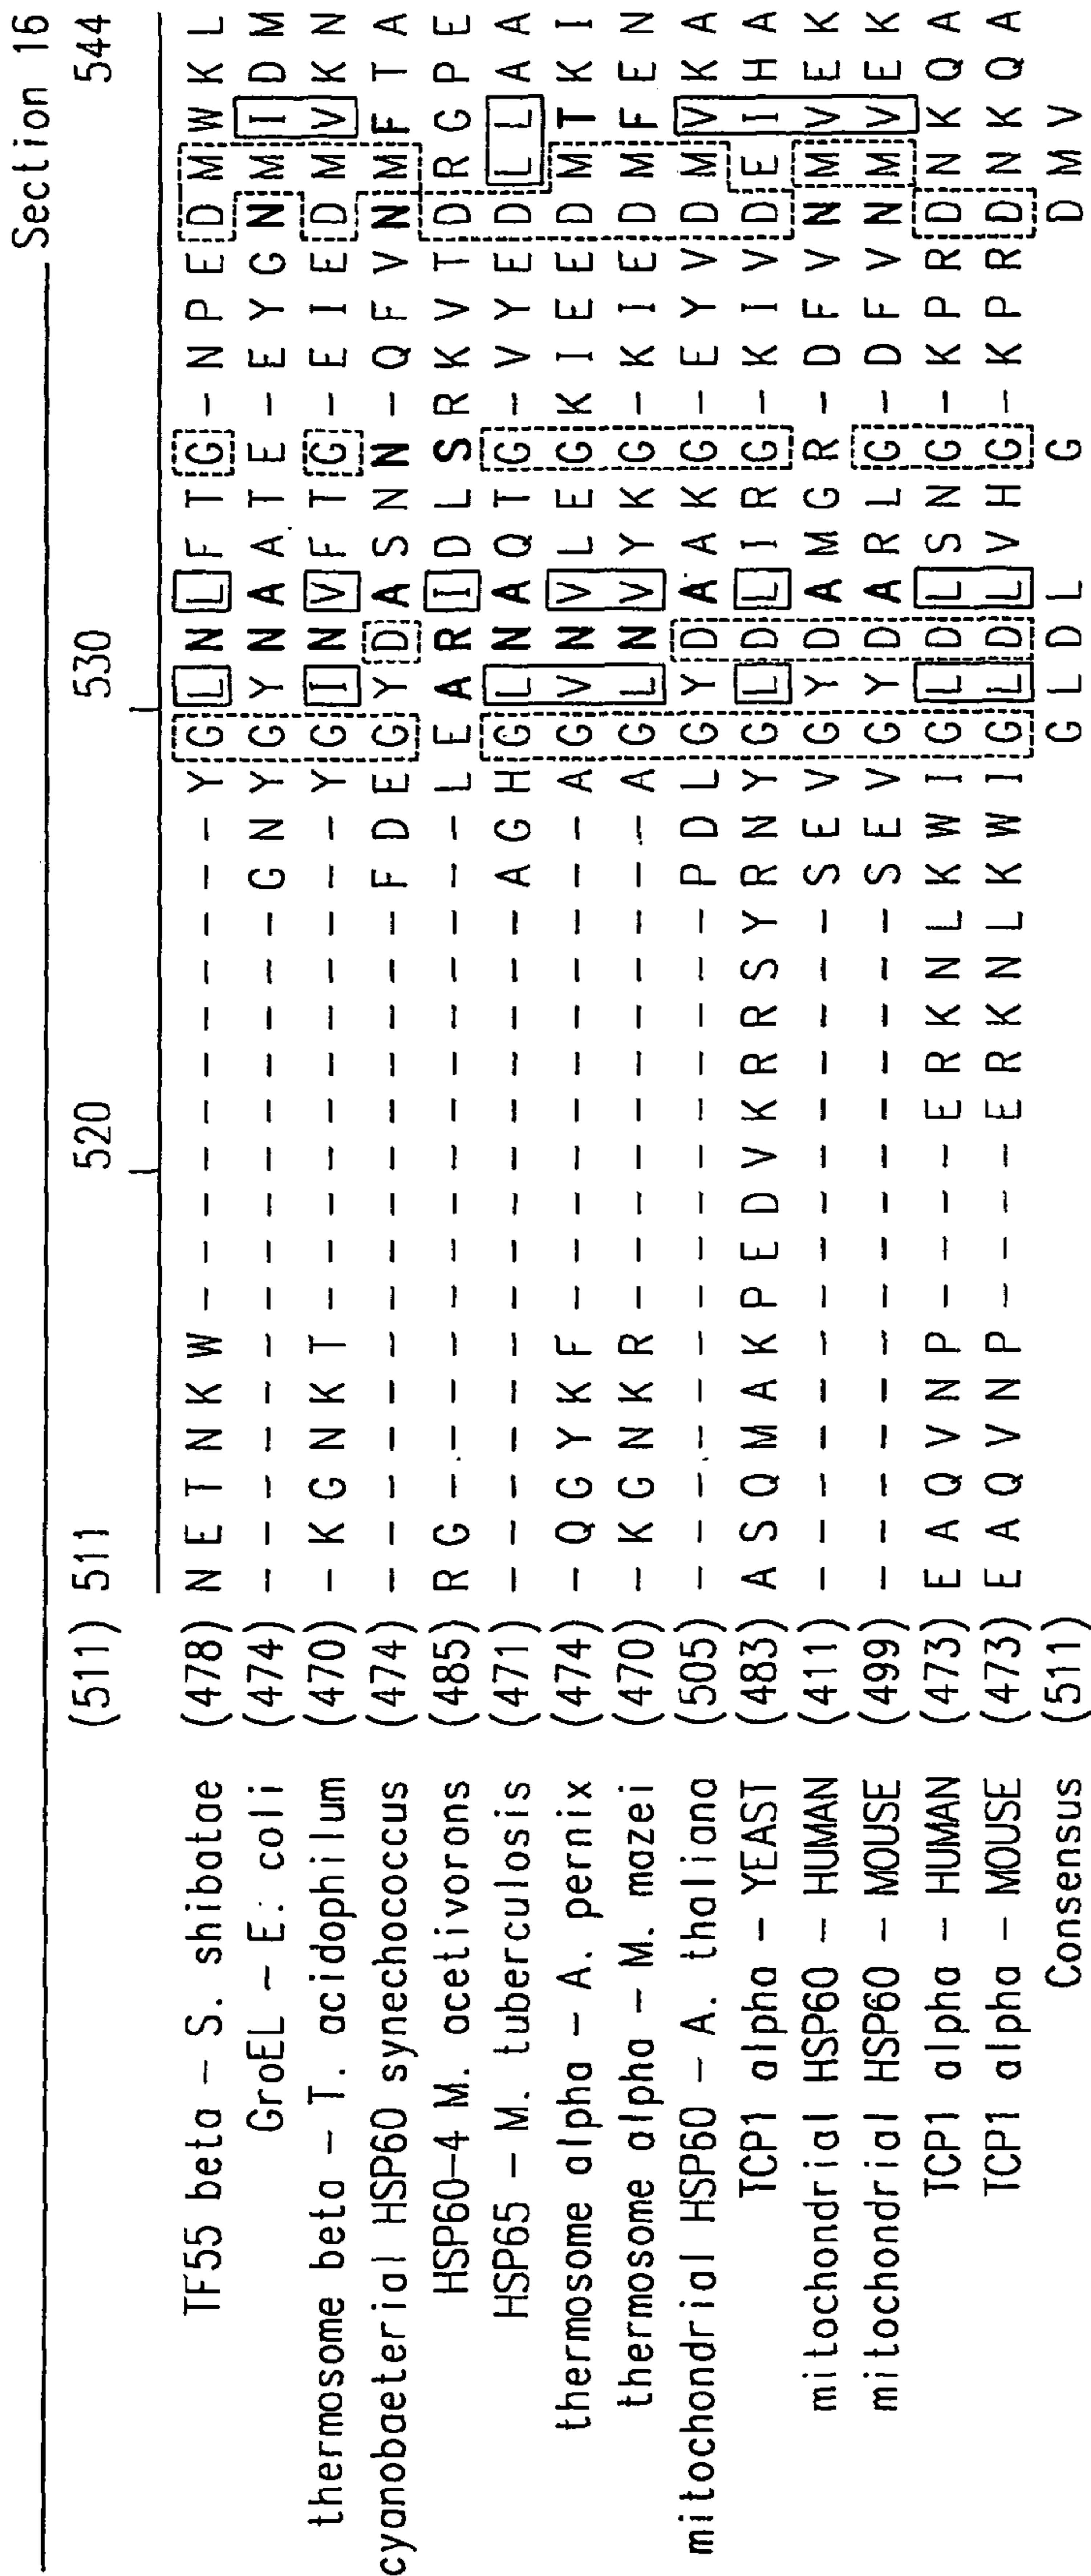 Section 16
(511) 511 520 530 544
TF55 beta – S. shibatae (478) N E T N K W - - - - - - - - - - - Y G L N L F T G - N P E D M W K L
GroEL ~ E. coli (474) - - - - - - - - - - - - - - - G N Y G Y N A A T E - E Y G N M I D M
thermosome beta – T. acidophilum (470) - K G N K T - - - - - - - - - - - Y G I N V F T G - E I E D M V K N
cyanobaeterial HSP60 synechococcus (474) - - - - - - - - - - - - - - - F D E G Y D A S N N - Q F V N M F T A
HSP60-4 M. acetivorons (485) R G - - - - - - - - - - - - - - - L E A R I D L S R K V T D R G P E
HSP65 – M. tuberculosis (471) - - - - - - - - - - - - - - - A G H G L N A Q T G - V Y E D L L A A
thermosome alpha – A. pernix (474) - Q G Y K F - - - - - - - - - - - A G V N V L E G K I E E D M T K I
thermosome alpha – M. mazei (470) - K G N K R - - - - - - - - - - - A G L N V Y K G - K I E D M F E N
mitochondrial HSP60 – A. thaliana (505) - - - - - - - - - - - - - - - P D L G Y D A A K G - E Y V D M V K A
TCP1 alpha – YEAST (483) A S Q M A K P E D V K R R S Y R N Y G L D L I R G - K I V D E I H A
mitochondrial HSP60 – HUMAN (411) - - - - - - - - - - - - - - - S E V G Y D A M G R - D F V N M V E K
mitochondrial HSP60 – MOUSE (499) - - - - - - - - - - - - - - - S E V G Y D A R L G - D F V N M V E K
TCP1 alpha – HUMAN (473) E A Q V N P - - - - E R K N L K W I G L D L S N G - K P R D N K Q A
TCP1 alpha – MOUSE (473) E A Q V N P - - - - E R K N L K W I G L D L V H G - K P R D N K Q A
Consensus (511) G L D L G D M V